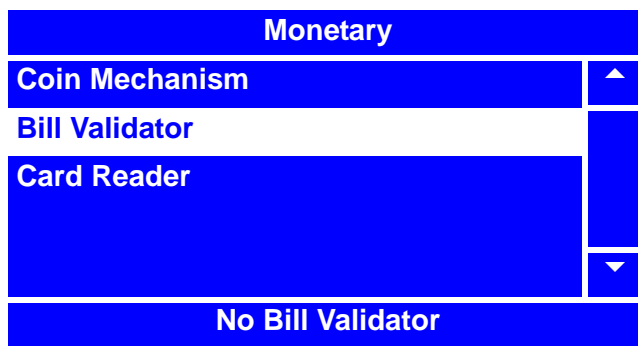 Monetary
Coin Mechanism
Bill Validator
Card Reader
No Bill Validator